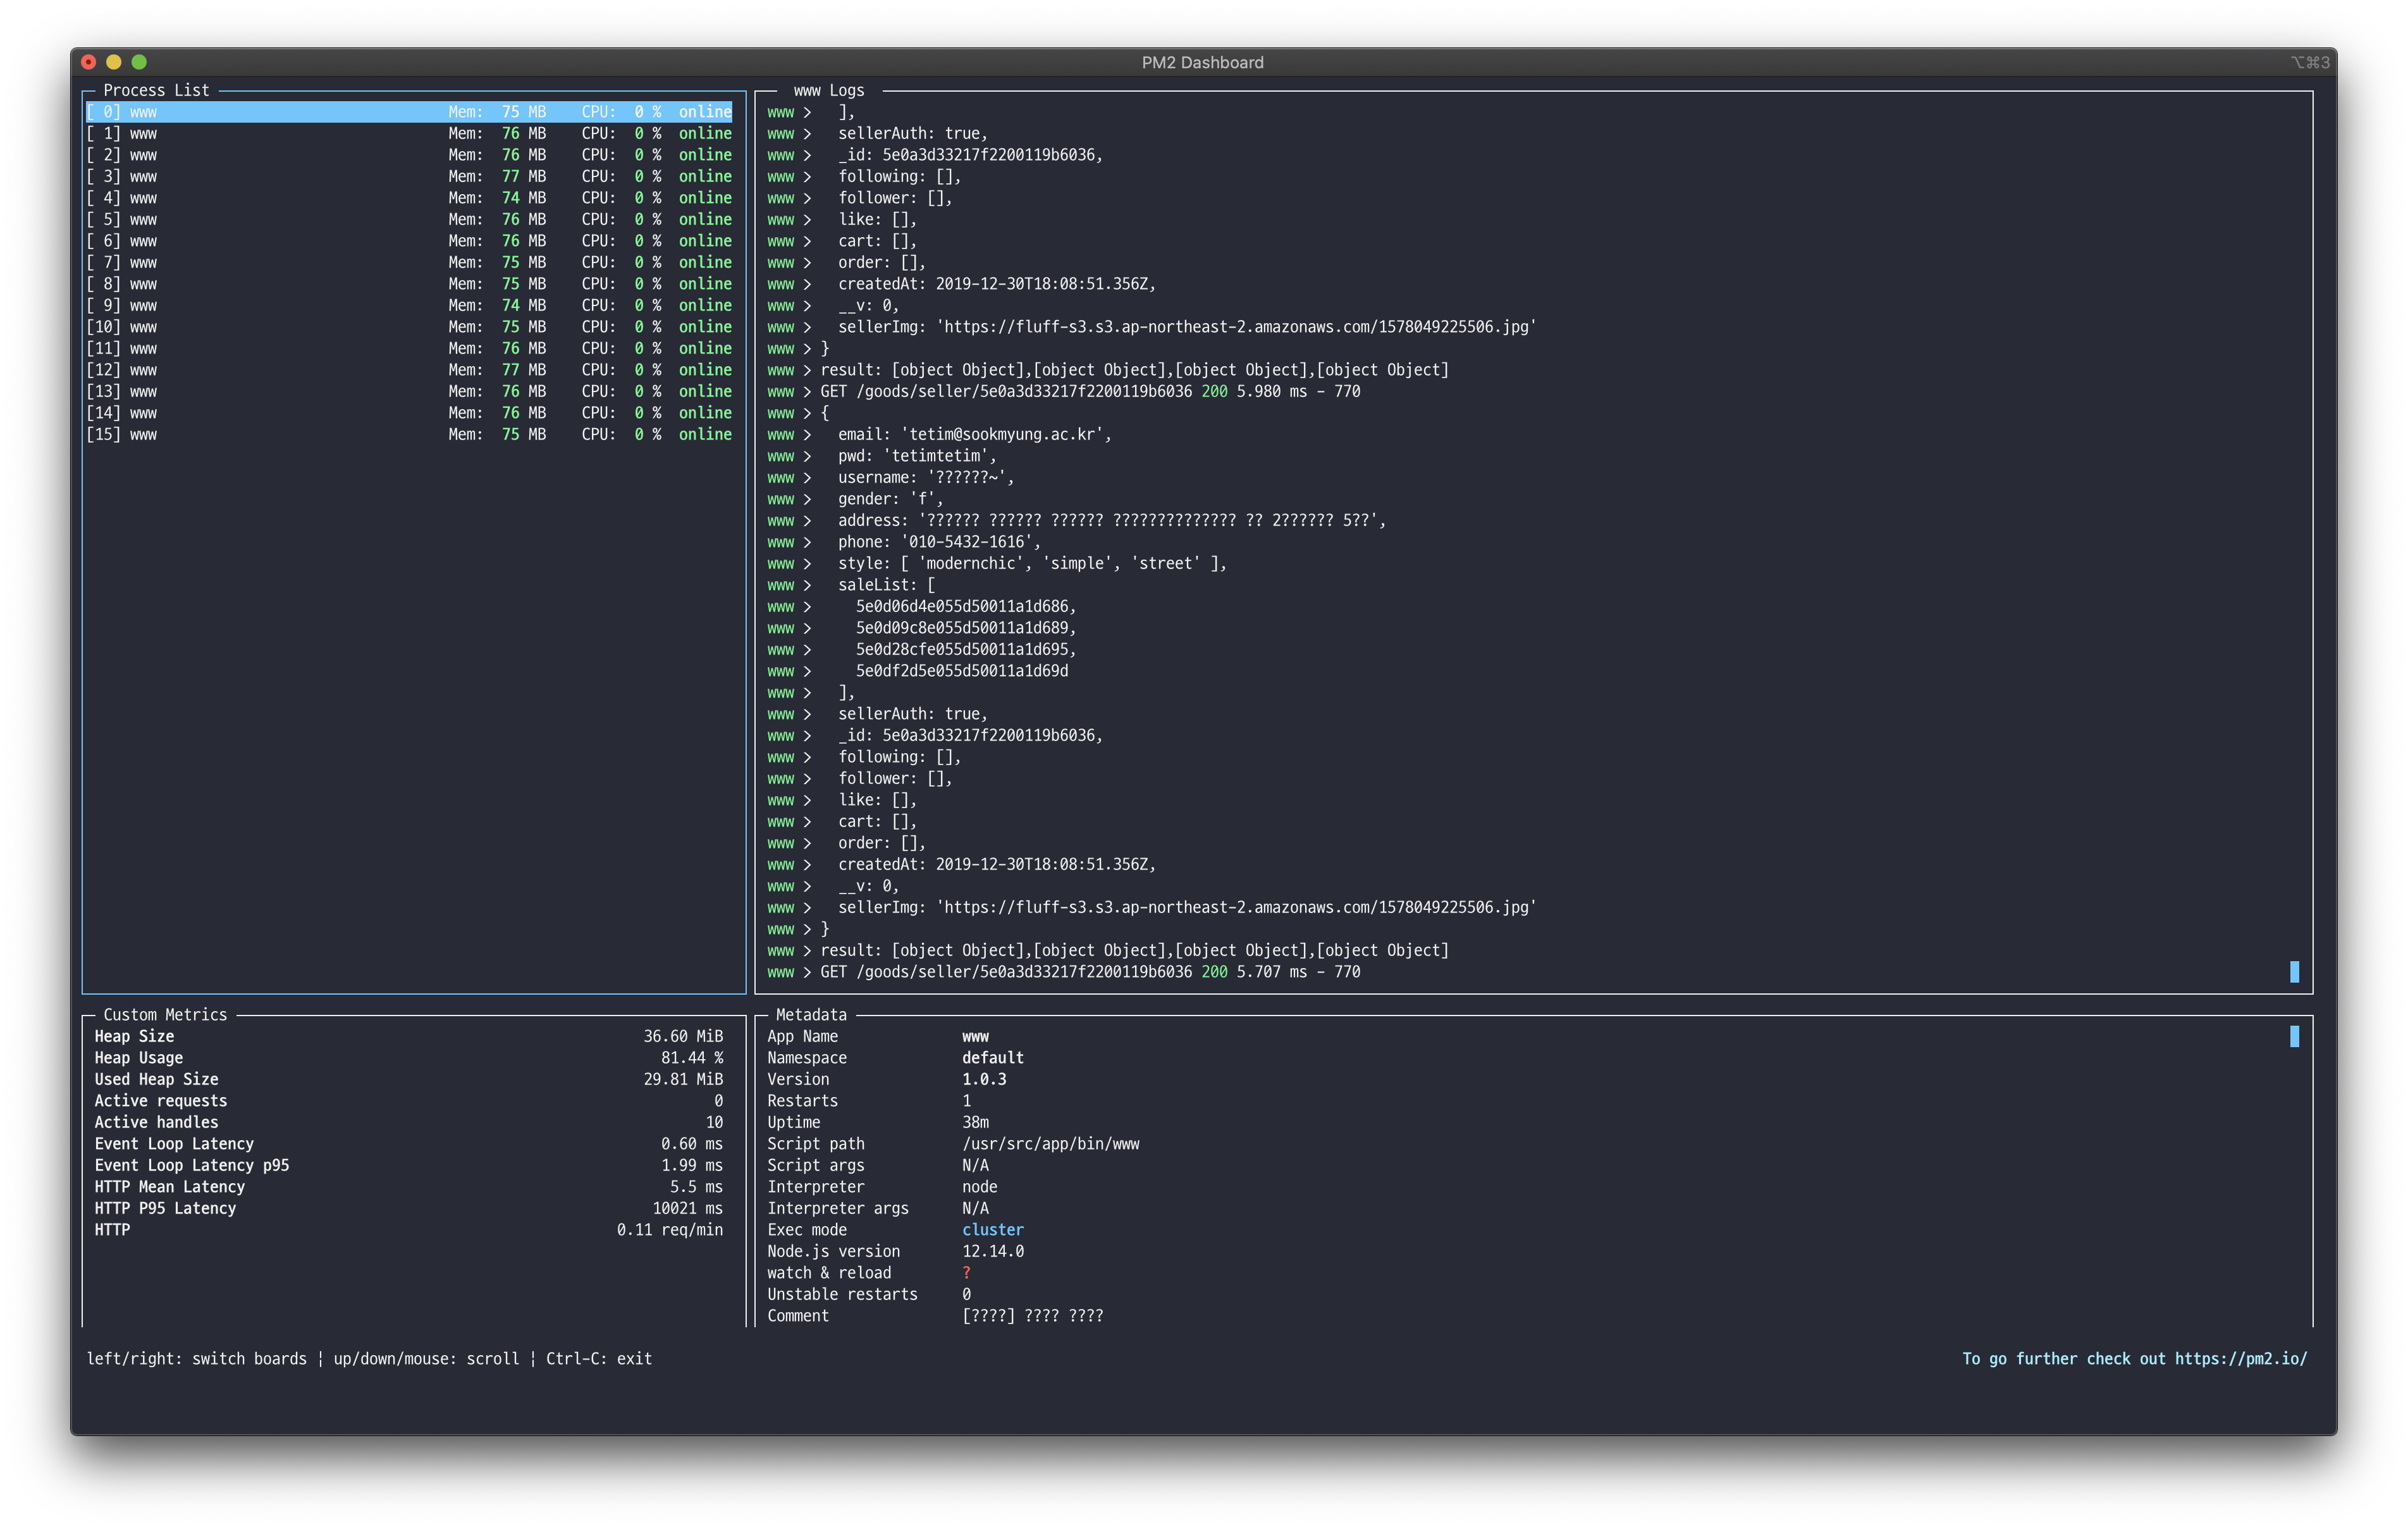 PM2 Dashboard
⌥⌘3
Process List
[ 0] www Mem: 75 MB CPU: 0 % online
[ 1] www Mem: 76 MB CPU: 0 % online
[ 2] www Mem: 76 MB CPU: 0 % online
[ 3] www Mem: 77 MB CPU: 0 % online
[ 4] www Mem: 74 MB CPU: 0 % online
[ 5] www Mem: 76 MB CPU: 0 % online
[ 6] www Mem: 76 MB CPU: 0 % online
[ 7] www Mem: 75 MB CPU: 0 % online
[ 8] www Mem: 75 MB CPU: 0 % online
[ 9] www Mem: 74 MB CPU: 0 % online
[10] www Mem: 75 MB CPU: 0 % online
[11] www Mem: 76 MB CPU: 0 % online
[12] www Mem: 77 MB CPU: 0 % online
[13] www Mem: 76 MB CPU: 0 % online
[14] www Mem: 76 MB CPU: 0 % online
[15] www Mem: 75 MB CPU: 0 % online
www Logs
www >   ],
www >   sellerAuth: true,
www >   _id: 5e0a3d33217f2200119b6036,
www >   following: [],
www >   follower: [],
www >   like: [],
www >   cart: [],
www >   order: [],
www >   createdAt: 2019-12-30T18:08:51.356Z,
www >   __v: 0,
www >   sellerImg: 'https://fluff-s3.s3.ap-northeast-2.amazonaws.com/1578049225506.jpg'
www > }
www > result: [object Object],[object Object],[object Object],[object Object]
www > GET /goods/seller/5e0a3d33217f2200119b6036 200 5.980 ms - 770
www > {
www >   email: 'tetim@sookmyung.ac.kr',
www >   pwd: 'tetimtetim',
www >   username: '??????~',
www >   gender: 'f',
www >   address: '?????? ?????? ?????? ?????????????? ?? 2?????? 5??',
www >   phone: '010-5432-1616',
www >   style: [ 'modernchic', 'simple', 'street' ],
www >   saleList: [
www >     5e0d06d4e055d50011a1d686,
www >     5e0d09c8e055d50011a1d689,
www >     5e0d28cfe055d50011a1d695,
www >     5e0df2d5e055d50011a1d69d
www >   ],
www >   sellerAuth: true,
www >   _id: 5e0a3d33217f2200119b6036,
www >   following: [],
www >   follower: [],
www >   like: [],
www >   cart: [],
www >   order: [],
www >   createdAt: 2019-12-30T18:08:51.356Z,
www >   __v: 0,
www >   sellerImg: 'https://fluff-s3.s3.ap-northeast-2.amazonaws.com/1578049225506.jpg'
www > }
www > result: [object Object],[object Object],[object Object],[object Object]
www > GET /goods/seller/5e0a3d33217f2200119b6036 200 5.707 ms - 770
Custom Metrics
Heap Size 36.60 MiB
Heap Usage 81.44 %
Used Heap Size 29.81 MiB
Active requests 0
Active handles 10
Event Loop Latency 0.60 ms
Event Loop Latency p95 1.99 ms
HTTP Mean Latency 5.5 ms
HTTP P95 Latency 10021 ms
HTTP 0.11 req/min
Metadata
App Name www
Namespace default
Version 1.0.3
Restarts 1
Uptime 38m
Script path /usr/src/app/bin/www
Script args N/A
Interpreter node
Interpreter args N/A
Exec mode cluster
Node.js version 12.14.0
watch & reload ?
Unstable restarts 0
Comment [????] ???? ????
left/right: switch boards ¦ up/down/mouse: scroll ¦ Ctrl-C: exit
To go further check out https://pm2.io/